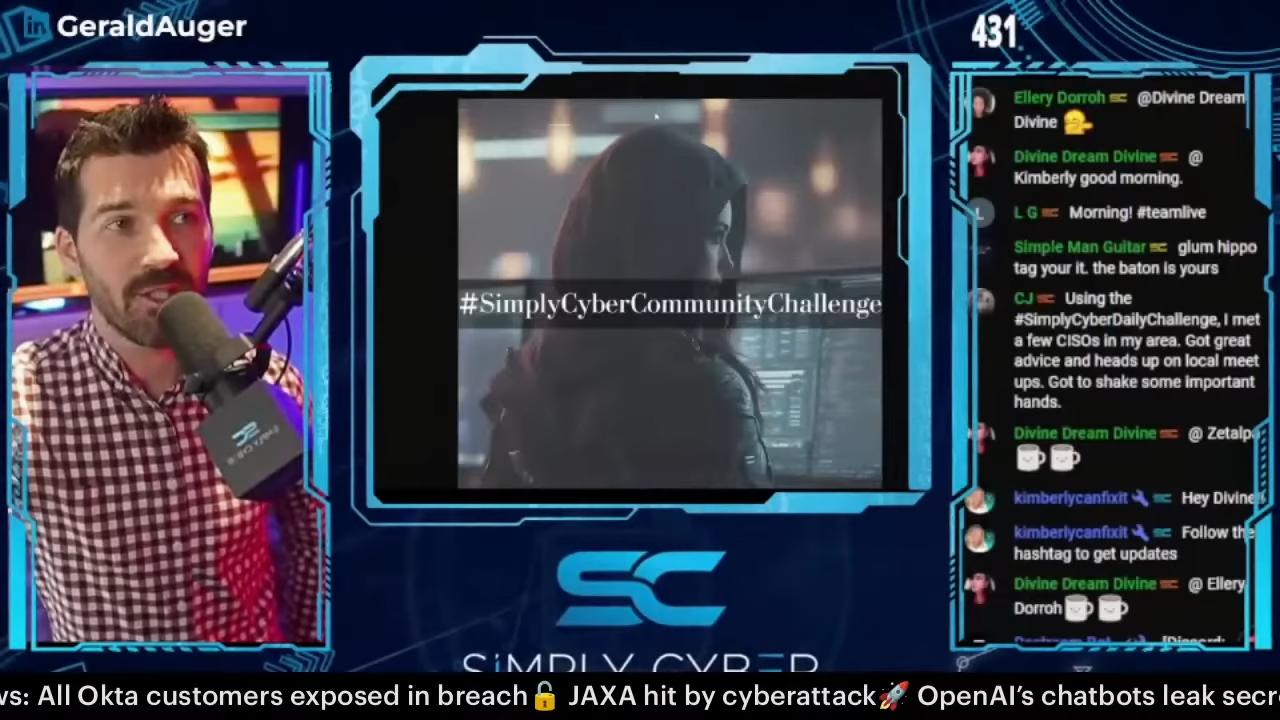 in GeraldAuger
431
#SimplyCyberCommunityChallenge
SC
SIMPLY CYBER
Ellery Dorroh @Divine Dream
Divine
Divine Dream Divine @
Kimberly good morning.
L
L G Morning! #teamlive
Simple Man Guitar glum hippo
tag your it. the baton is yours
CJ Using the
#SimplyCyberDailyChallenge, I met
a few CISOs in my area. Got great
advice and heads up on local meet
ups. Got to shake some important
hands.
Divine Dream Divine @ Zetalp
kimberlycanfixit Hey Divine
kimberlycanfixit Follow the
hashtag to get updates
Divine Dream Divine @ Ellery
Dorroh
ws: All Okta customers exposed in breach🔓 JAXA hit by cyberattack🚀 OpenAI’s chatbots leak secr